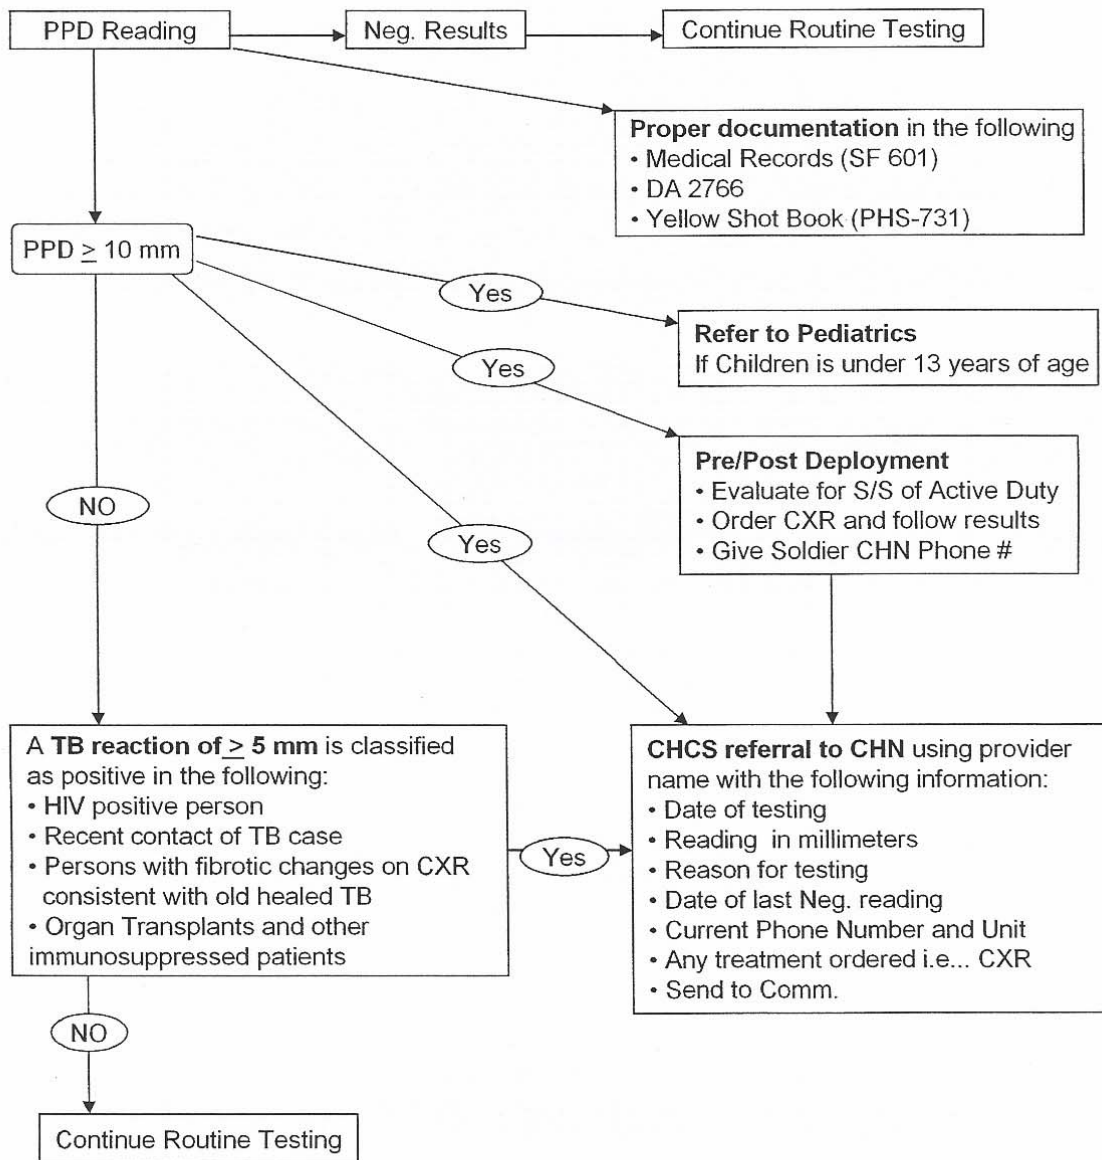 PPD Reading
Neg. Results
Continue Routine Testing
Proper documentation in the following
• Medical Records (SF 601)
• DA 2766
• Yellow Shot Book (PHS-731)
PPD ≥ 10 mm
Yes
Refer to Pediatrics
If Children is under 13 years of age
Yes
Pre/Post Deployment
• Evaluate for S/S of Active Duty
• Order CXR and follow results
• Give Soldier CHN Phone #
NO
Yes
A TB reaction of ≥ 5 mm is classified
as positive in the following:
• HIV positive person
• Recent contact of TB case
• Persons with fibrotic changes on CXR
consistent with old healed TB
• Organ Transplants and other
immunosuppressed patients
Yes
CHCS referral to CHN using provider
name with the following information:
• Date of testing
• Reading in millimeters
• Reason for testing
• Date of last Neg. reading
• Current Phone Number and Unit
• Any treatment ordered i.e... CXR
• Send to Comm.
NO
Continue Routine Testing